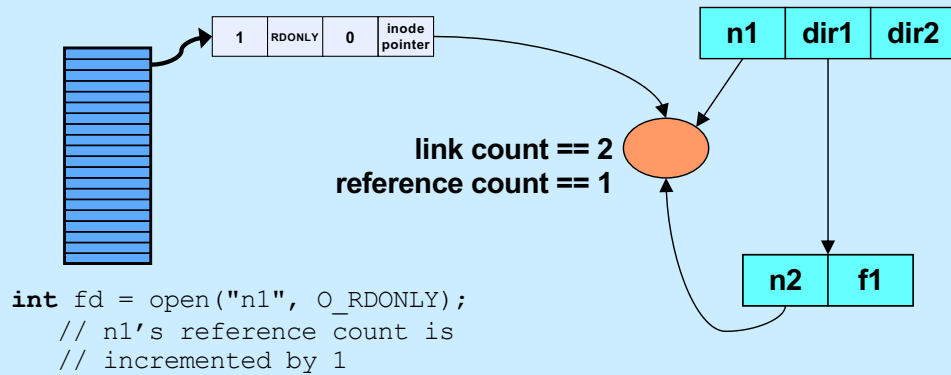 1 RDONLY 0 inode pointer
n1 dir1 dir2
link count == 2
reference count == 1
n2 f1
int fd = open("n1", O_RDONLY);
// n1's reference count is
// incremented by 1